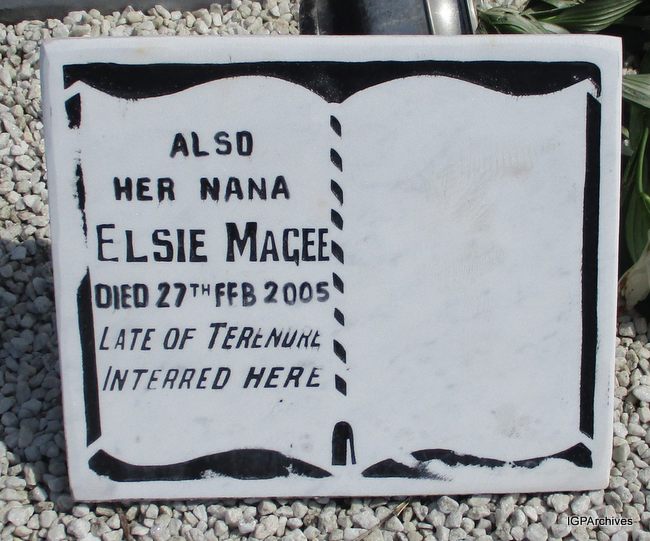 ALSO
HER NANA
ELSIE MAGEE
DIED 27TH FEB 2005
LATE OF TERENURE
INTERRED HERE
IGPArchives